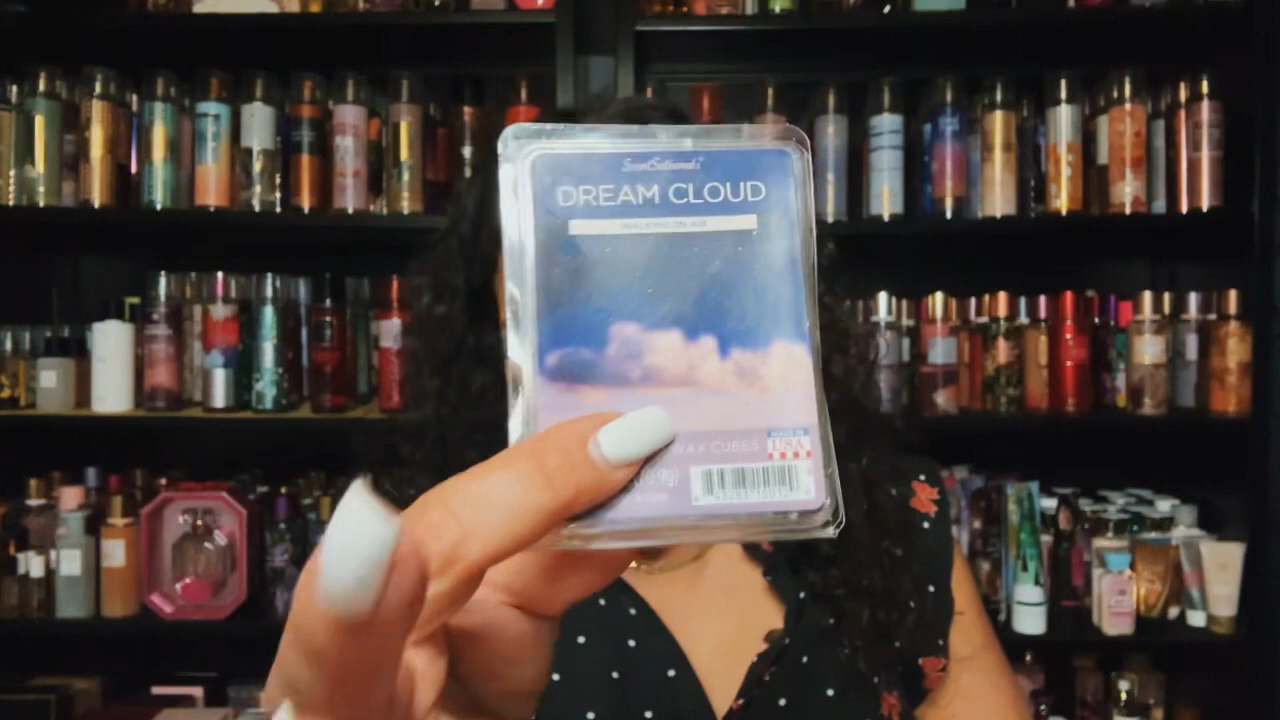 ScentSationals
DREAM CLOUD
WALKING ON AIR
WAX CUBES
MADE IN
USA